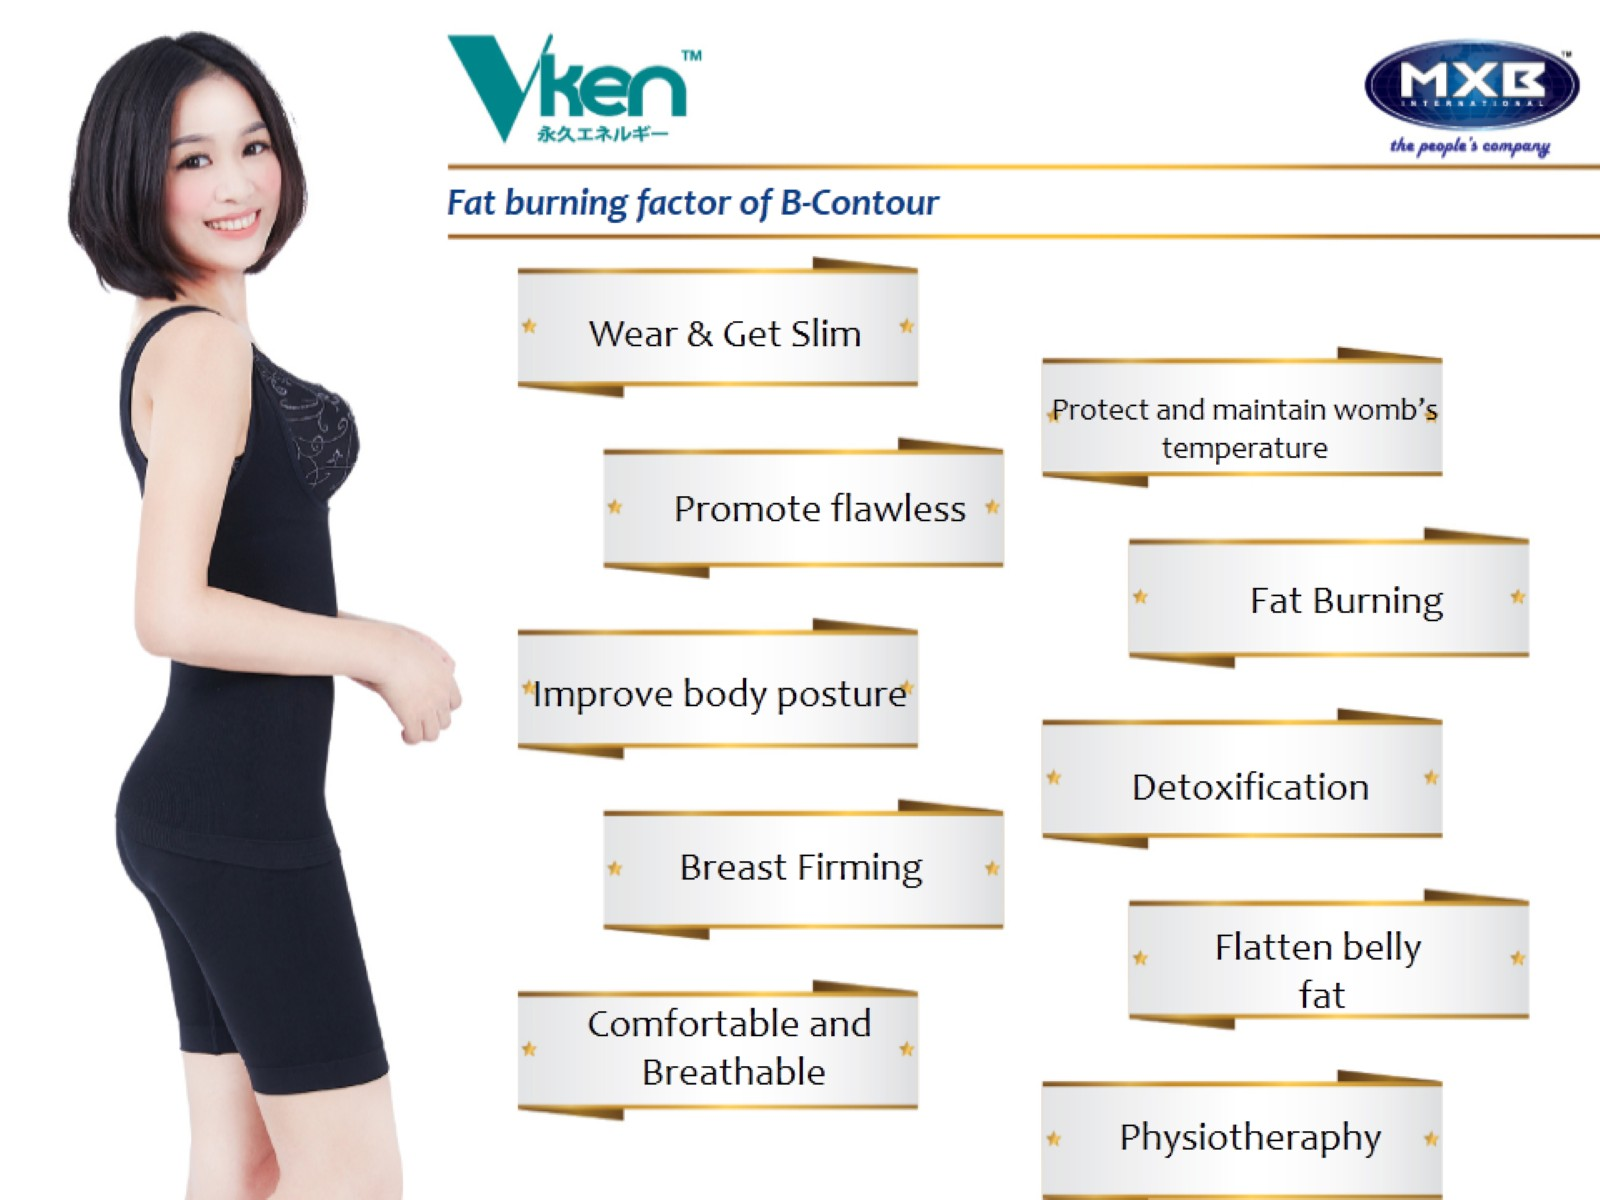 Vken™
永久エネルギー
MXB™
INTERNATIONAL
the people's company
Fat burning factor of B-Contour
Wear & Get Slim
Promote flawless
Improve body posture
Breast Firming
Comfortable and
Breathable
Protect and maintain womb's
temperature
Fat Burning
Detoxification
Flatten belly
fat
Physiotheraphy